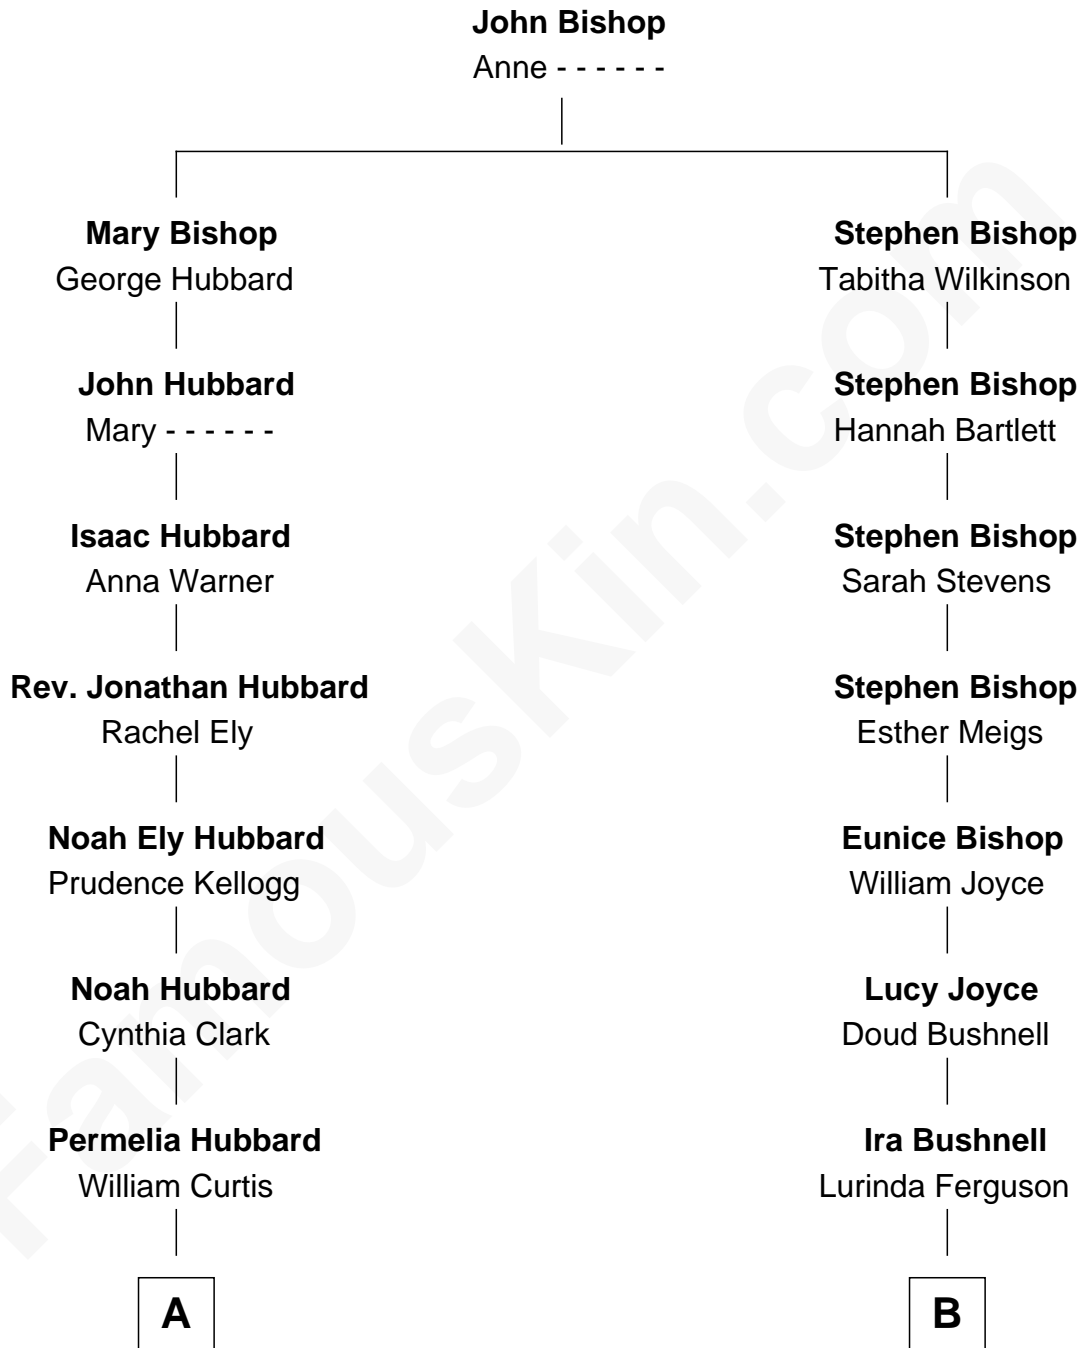 John Bishop
Anne - - - - - -
Mary Bishop
George Hubbard
Stephen Bishop
Tabitha Wilkinson
John Hubbard
Mary - - - - - -
Stephen Bishop
Hannah Bartlett
Isaac Hubbard
Anna Warner
Stephen Bishop
Sarah Stevens
Rev. Jonathan Hubbard
Rachel Ely
Stephen Bishop
Esther Meigs
Noah Ely Hubbard
Prudence Kellogg
Eunice Bishop
William Joyce
Noah Hubbard
Cynthia Clark
Lucy Joyce
Doud Bushnell
Permelia Hubbard
William Curtis
Ira Bushnell
Lurinda Ferguson
A
B
FamousKin.com